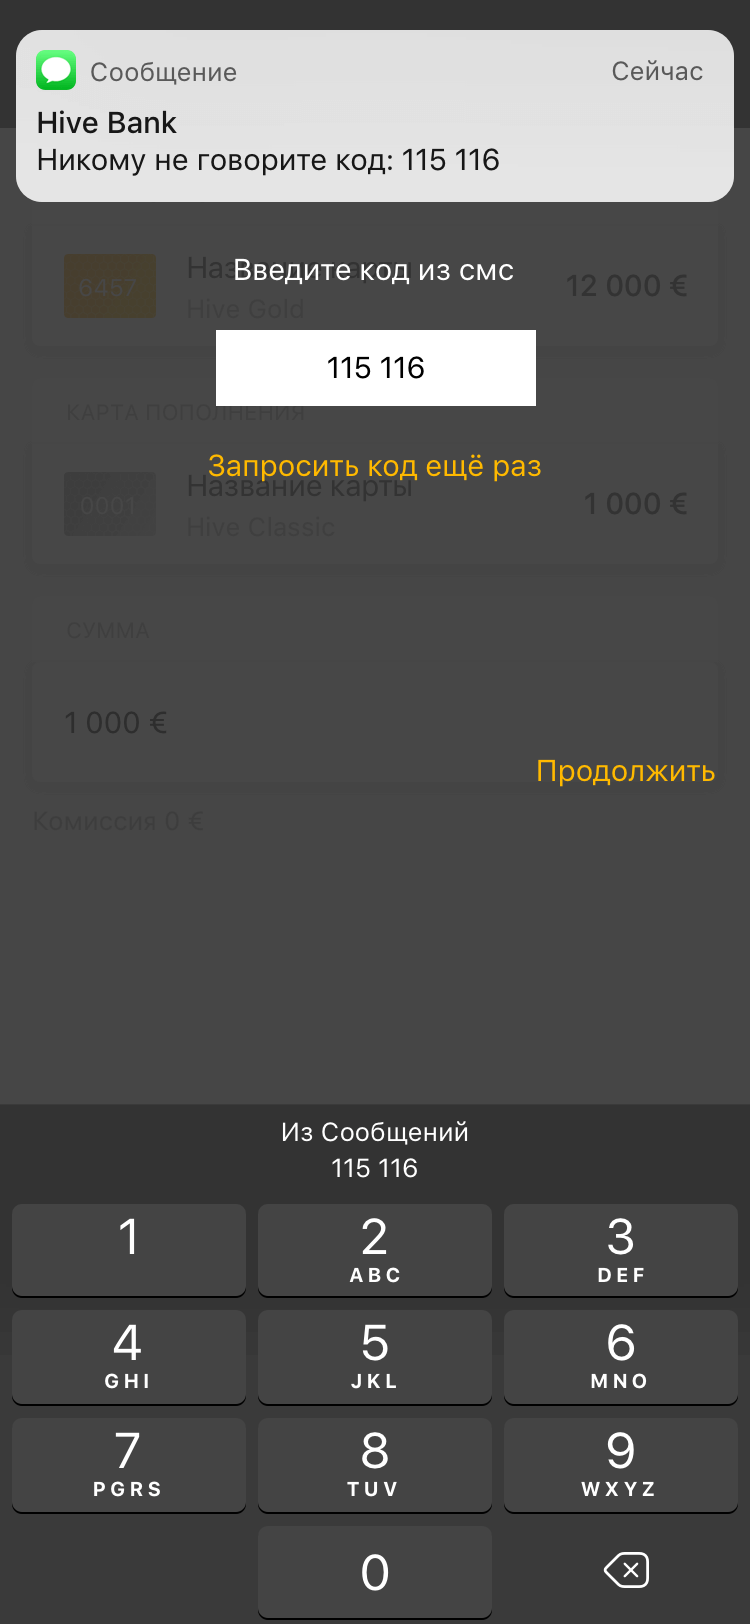 Сообщение
Сейчас
Hive Bank
Никому не говорите код: 115 116
Введите код из смс
6457
Название карты
Hive Gold
12 000 €
115 116
КАРТА ПОПОЛНЕНИЯ
Запросить код ещё раз
0001
Название карты
Hive Classic
1 000 €
СУММА
1 000 €
Продолжить
Комиссия 0 €
Из Сообщений
115 116
1
2
ABC
3
DEF
4
GHI
5
JKL
6
MNO
7
PGRS
8
TUV
9
WXYZ
0